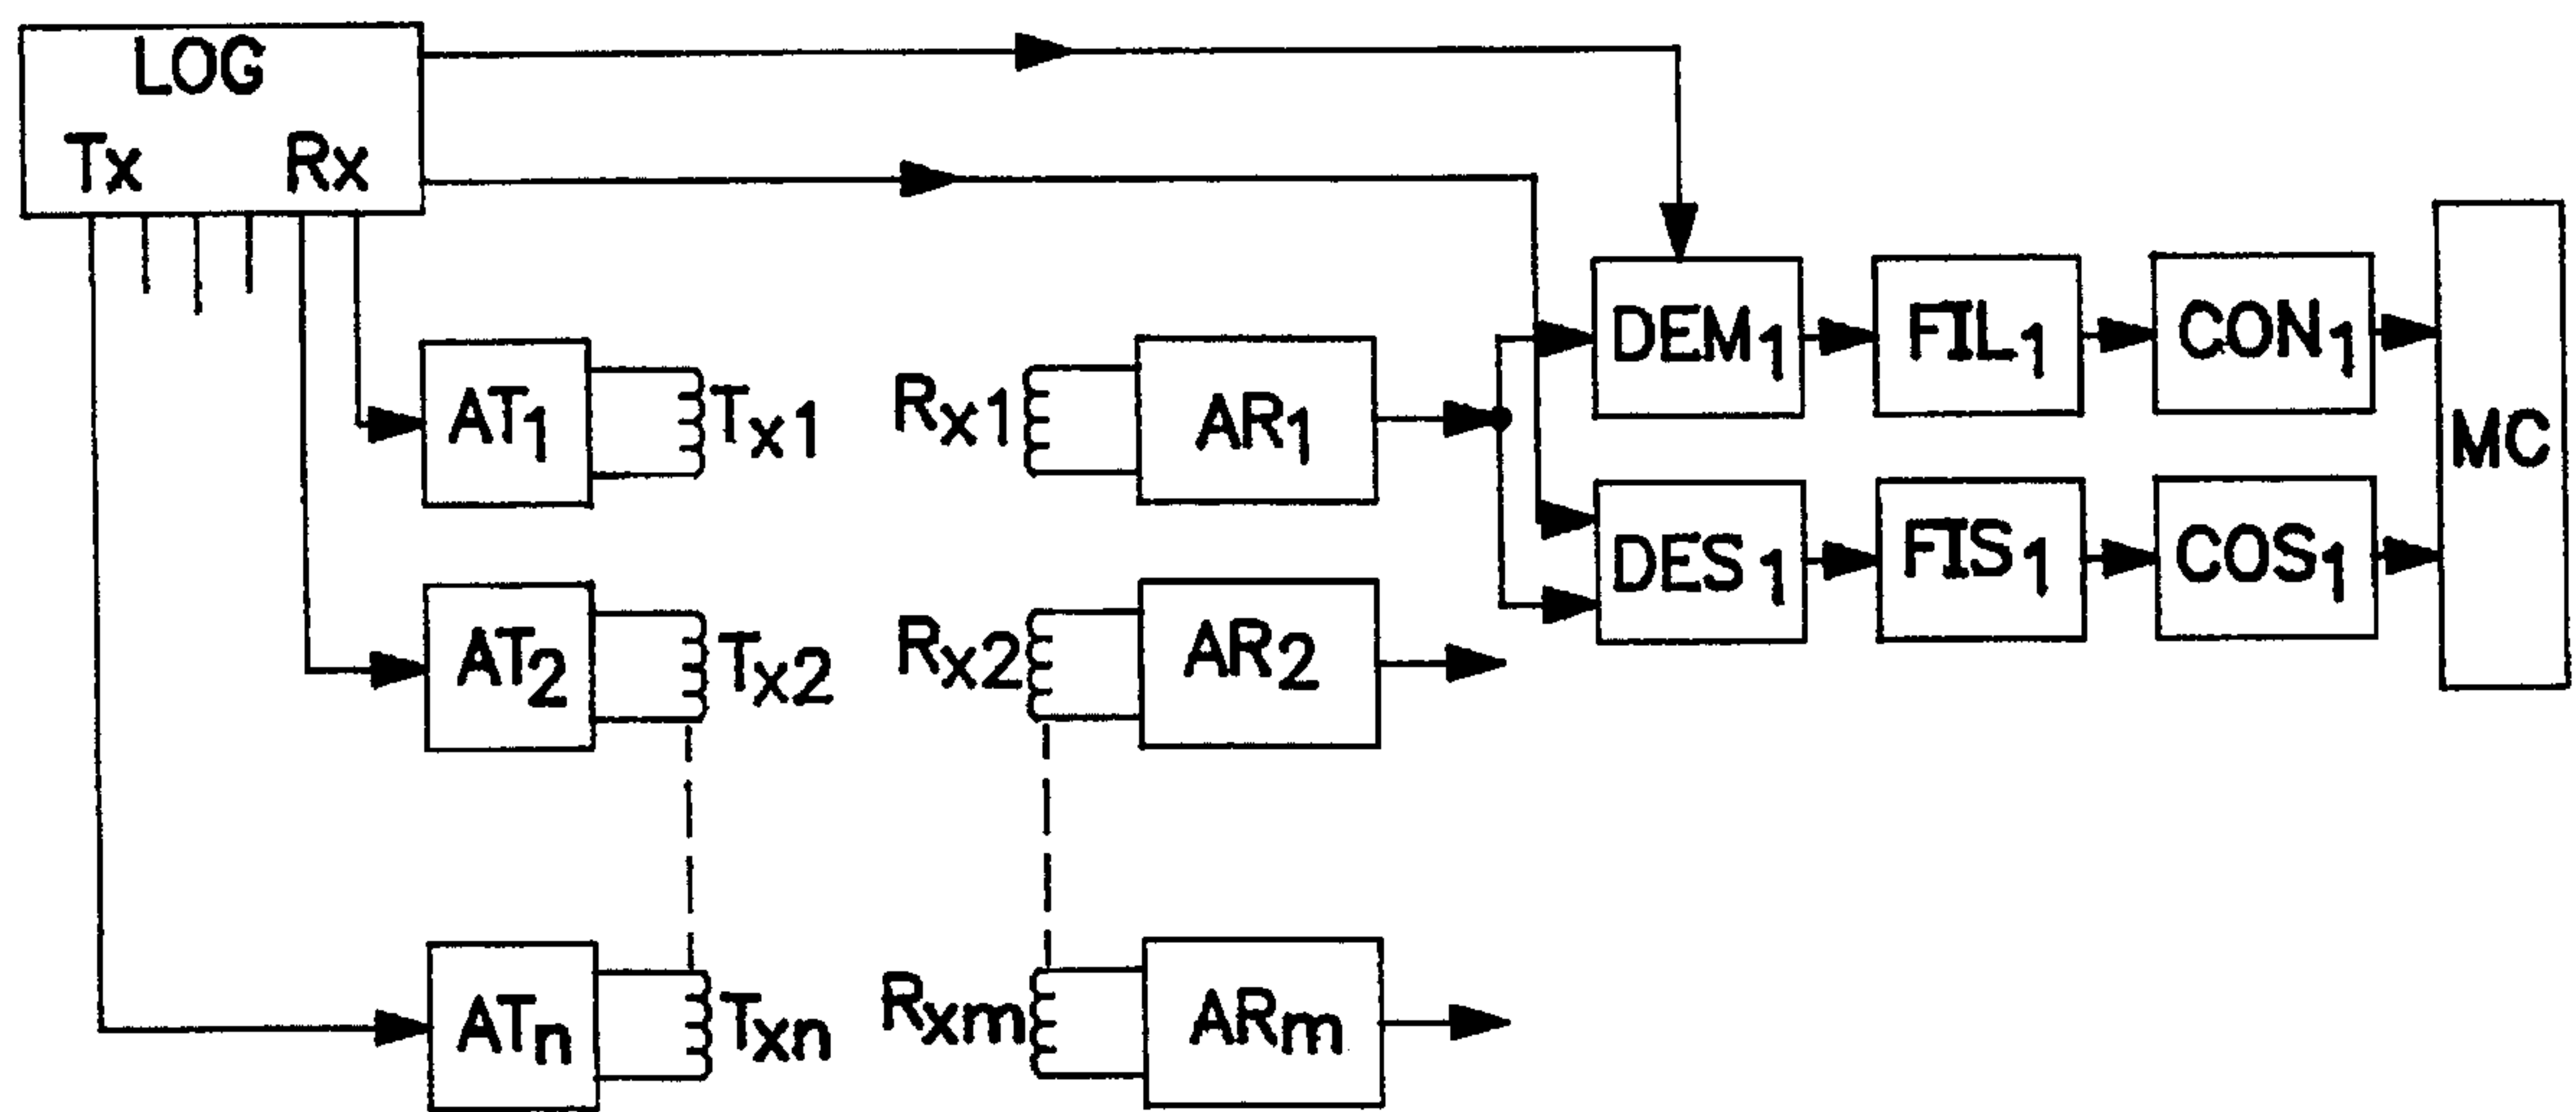 LOG
Tx Rx
DEM1 FIL1 CON1
AT1 Tx1 Rx1 AR1
MC
DES1 FIS1 COS1
AT2 Tx2 Rx2 AR2
ATn Txn Rxm ARm